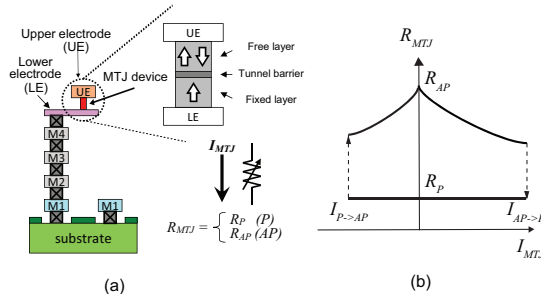 Upper electrode
(UE)
Lower
electrode
(LE)
MTJ device
UE
M4
M3
M2
M1
M1
substrate
UE
LE
Free layer
Tunnel barrier
Fixed layer
I_MTJ
R_MTJ = { R_P (P)
R_AP (AP)
(a)
R_MTJ
R_AP
R_P
I_P->AP
I_AP->P
I_MTJ
(b)